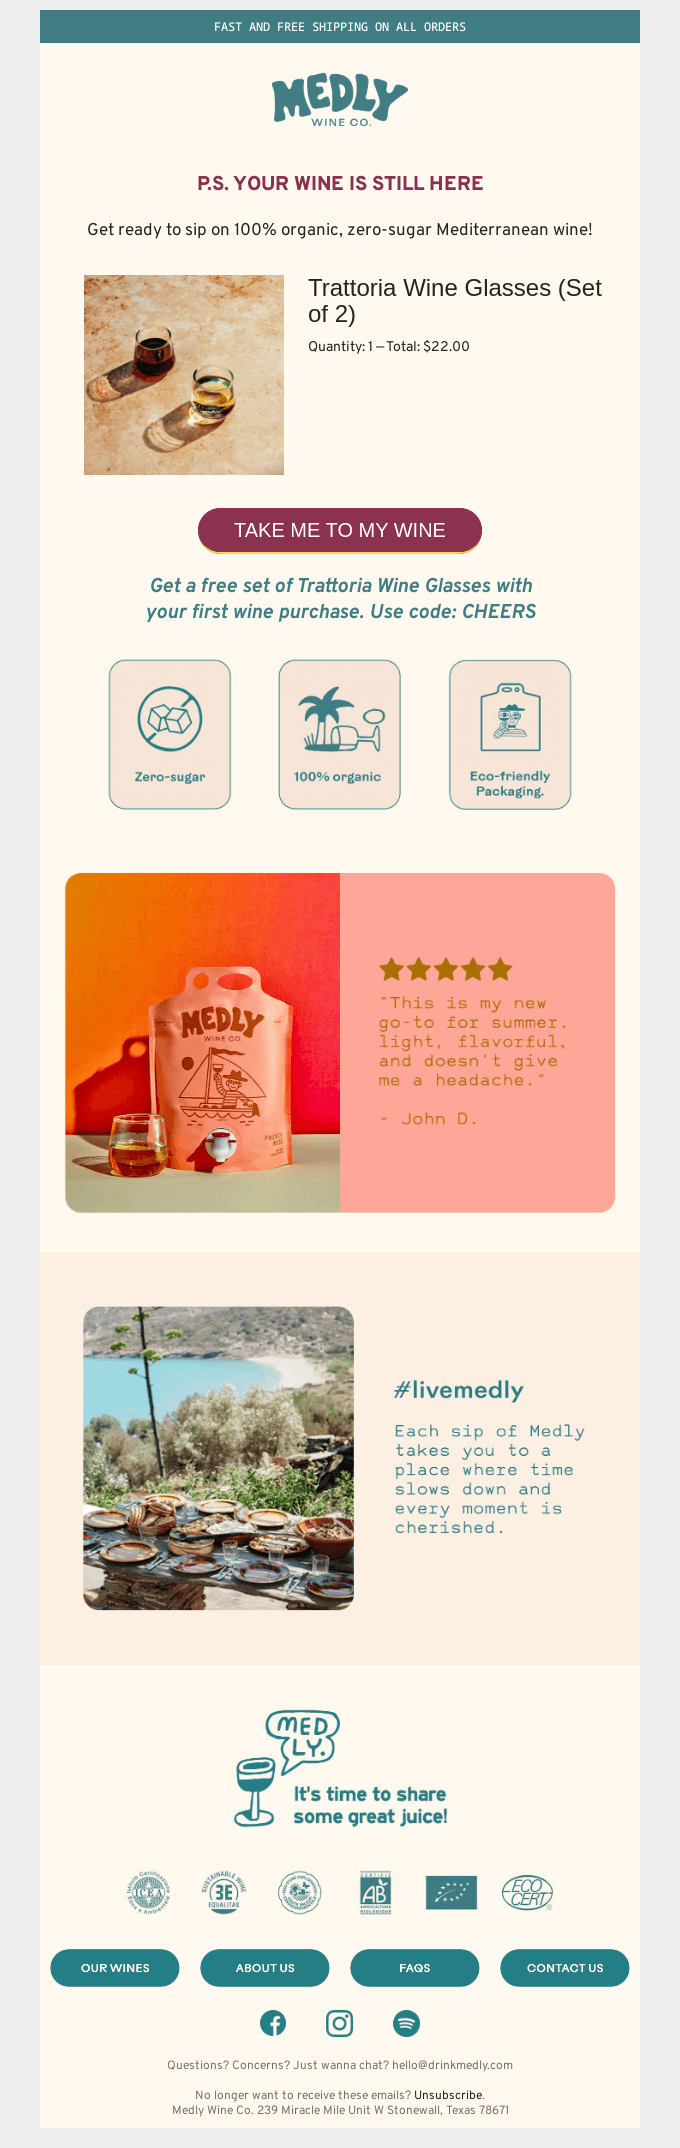 FAST AND FREE SHIPPING ON ALL ORDERS
MEDLY
WINE CO.
P.S. YOUR WINE IS STILL HERE
Get ready to sip on 100% organic, zero-sugar Mediterranean wine!
Trattoria Wine Glasses (Set
of 2)
Quantity: 1 — Total: $22.00
TAKE ME TO MY WINE
Get a free set of Trattoria Wine Glasses with
your first wine purchase. Use code: CHEERS
Zero-sugar
100% organic
Eco-friendly
Packaging.
MEDLY
WINE CO.
"This is my new
go-to for summer.
light, flavorful,
and doesn't give
me a headache."
- John D.
#livemedly
Each sip of Medly
takes you to a
place where time
slows down and
every moment is
cherished.
MED
LY.
It's time to share
some great juice!
ICEA
SUSTAINABLE WINE
3E
EQUALITAS
CERTIFIÉ
AB
AGRICULTURE
BIOLOGIQUE
ECO
CERT
OUR WINES
ABOUT US
FAQS
CONTACT US
Questions? Concerns? Just wanna chat? hello@drinkmedly.com
No longer want to receive these emails? Unsubscribe.
Medly Wine Co. 239 Miracle Mile Unit W Stonewall, Texas 78671